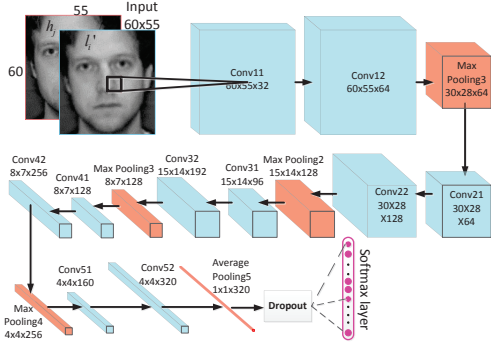 55
Input
60x55
h_j
l_i'
60
Conv11
60x55x32
Conv12
60x55x64
Max
Pooling3
30x28x64
Conv42
8x7x256
Conv41
8x7x128
Max Pooling3
8x7x128
Conv32
15x14x192
Conv31
15x14x96
Max Pooling2
15x14x128
Conv22
30X28
X128
Conv21
30X28
X64
Max
Pooling4
4x4x256
Conv51
4x4x160
Conv52
4x4x320
Average
Pooling5
1x1x320
Dropout
Softmax layer